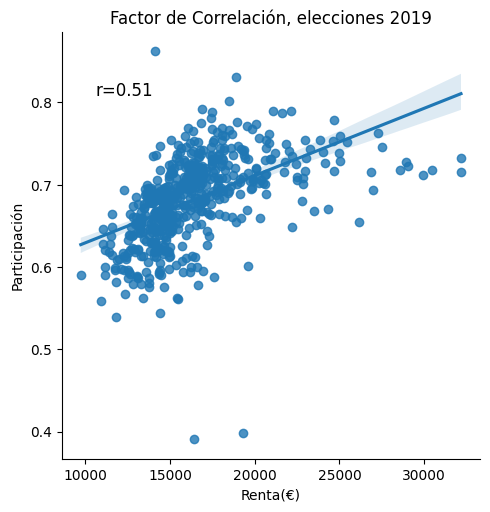 Factor de Correlación, elecciones 2019
r=0.51
0.8
0.7
0.6
0.5
0.4
Participación
10000 15000 20000 25000 30000
Renta(€)